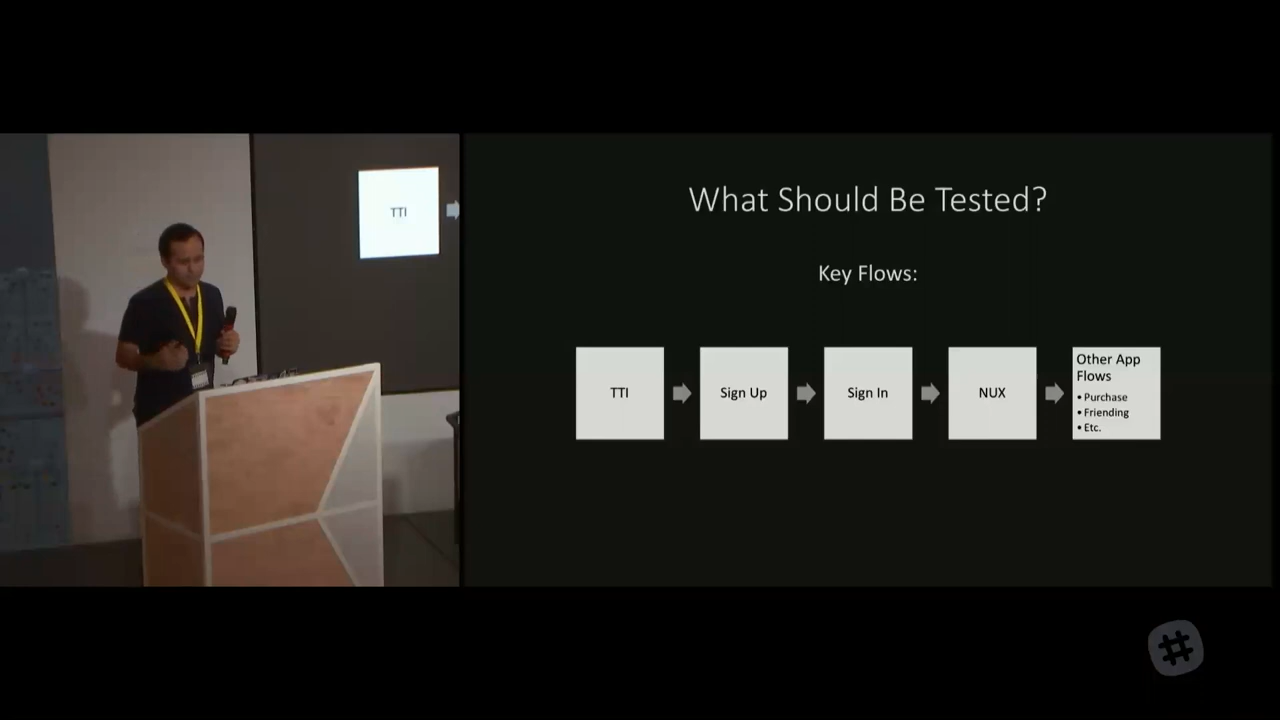 TTI
What Should Be Tested?
Key Flows:
TTI
Sign Up
Sign In
NUX
Other App
Flows
• Purchase
• Friending
• Etc.